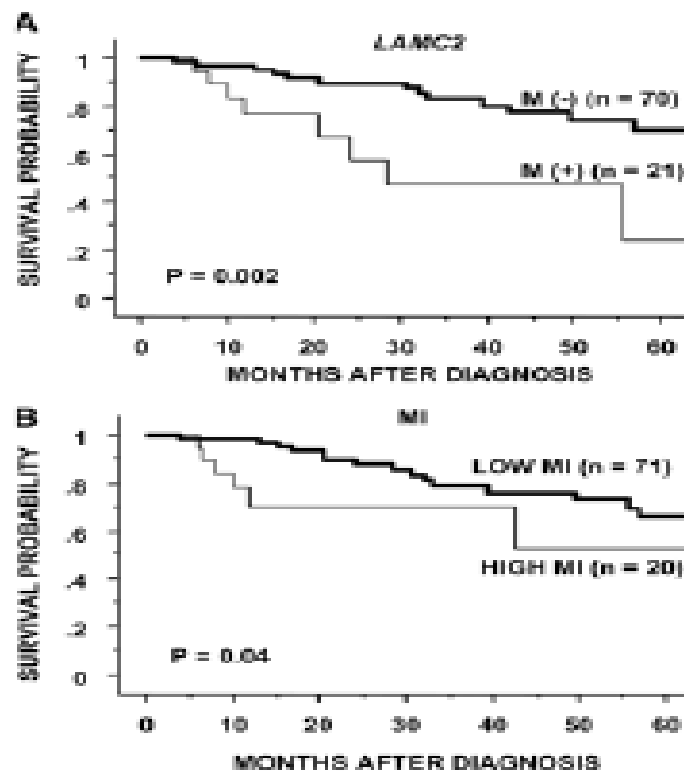 A
LAMC2
SURVIVAL PROBABILITY
1
.8
.6
.4
.2
0
M (-) (n = 70)
M (+) (n = 21)
P = 0.002
0 10 20 30 40 50 60
MONTHS AFTER DIAGNOSIS
B
MI
SURVIVAL PROBABILITY
1
.8
.6
.4
.2
0
LOW MI (n = 71)
HIGH MI (n = 20)
P = 0.04
0 10 20 30 40 50 60
MONTHS AFTER DIAGNOSIS